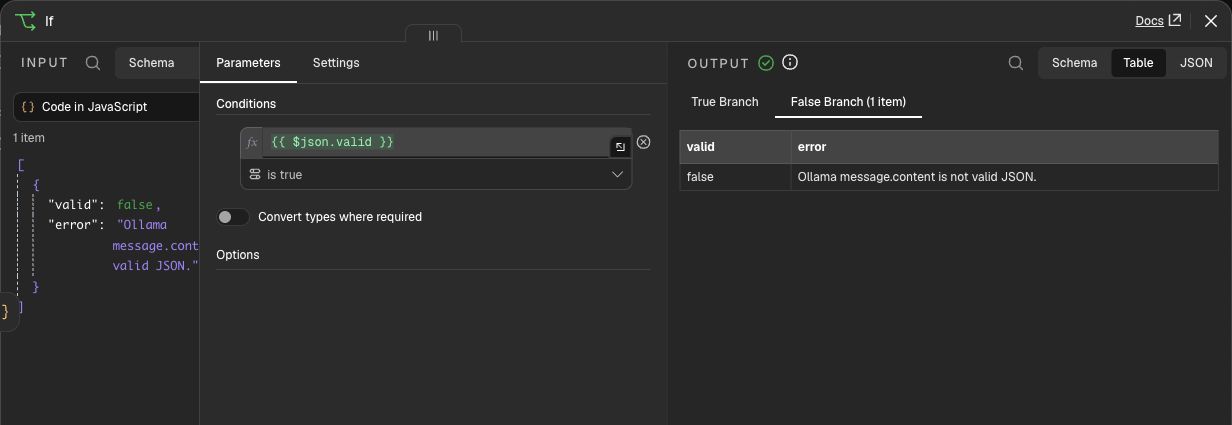 If
Docs
INPUT
Schema
Parameters
Settings
OUTPUT
Schema
Table
JSON
{} Code in JavaScript
1 item
[
{
"valid": false,
"error": "Ollama
message.cont
valid JSON."
}
]
}
Conditions
fx {{ $json.valid }}
is true
Convert types where required
Options
True Branch
False Branch (1 item)
valid error
false Ollama message.content is not valid JSON.